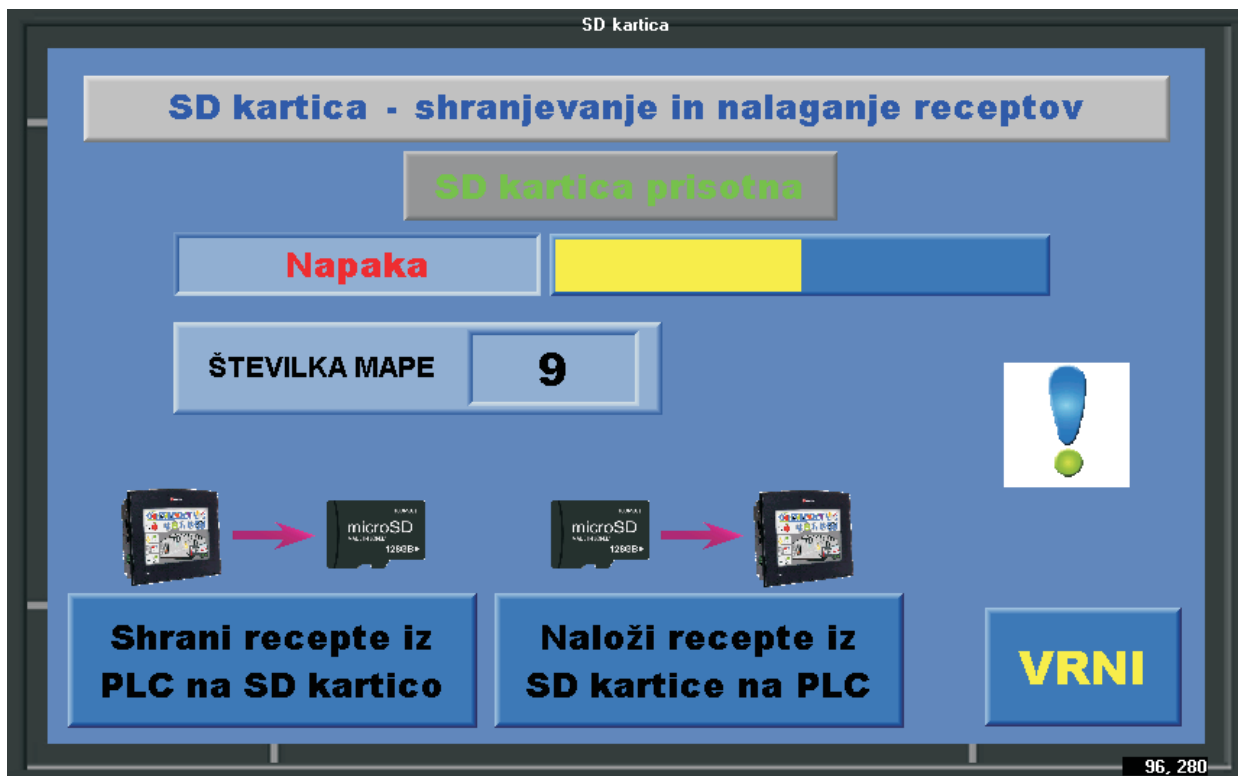 SD kartica
SD kartica - shranjevanje in nalaganje receptov
SD kartica prisotna
Napaka
ŠTEVILKA MAPE 9
microSD microSD
128GB 128GB
Shrani recepte iz
PLC na SD kartico
Naloži recepte iz
SD kartice na PLC
VRNI
96, 280